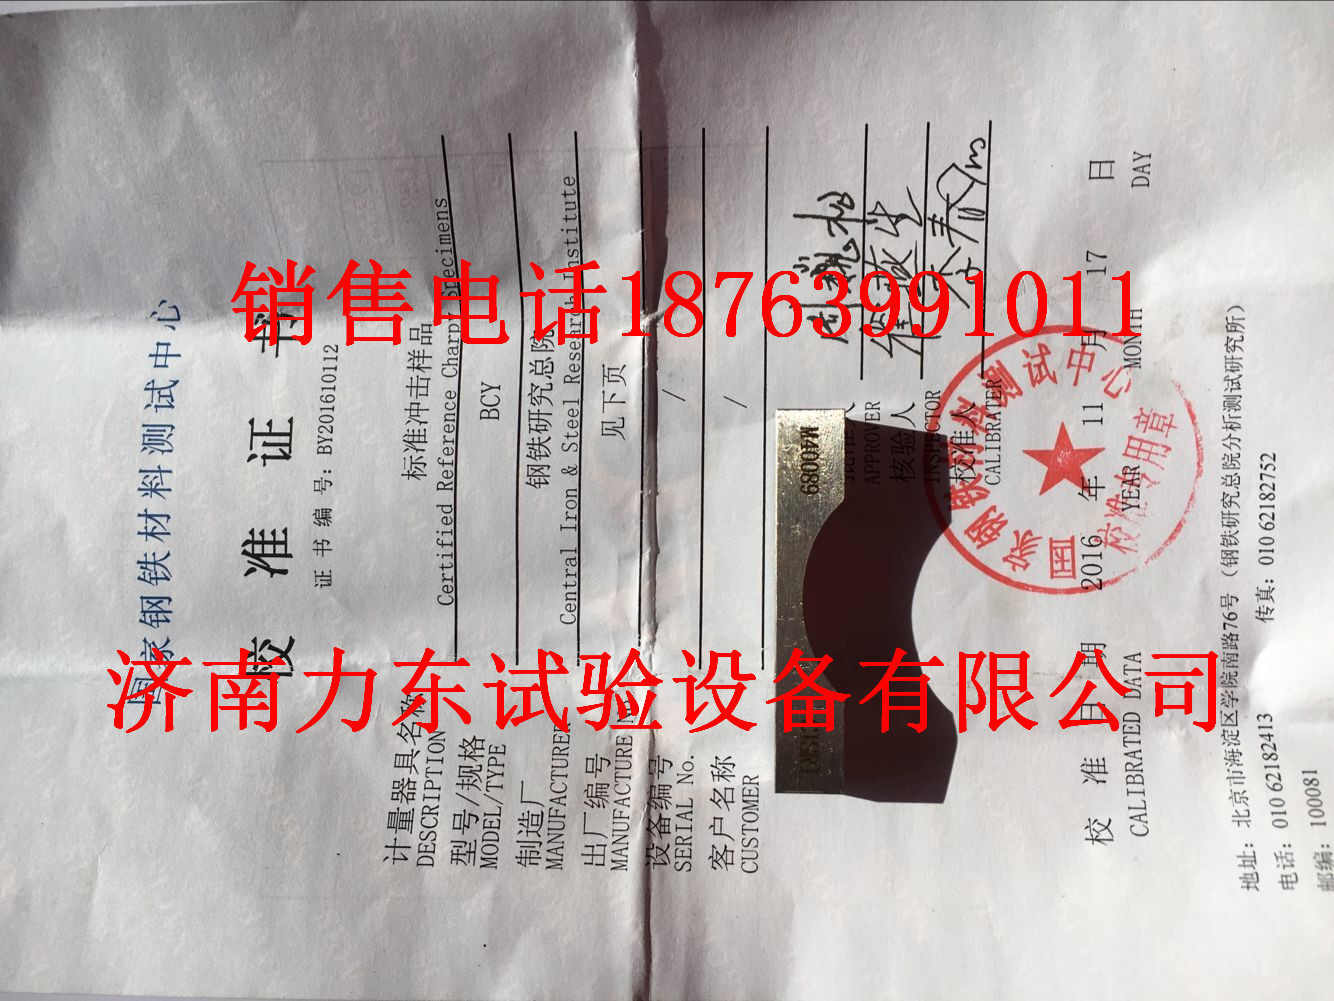 国家钢铁材料测试中心
校准证书
证书编号:BY201610112
计量器具名称 标准冲击样品
DESCRIPTION Certified Reference Charpy Specimens
型号/规格 BCY
MODEL/TYPE
制造厂 钢铁研究总院
MANUFACTURER Central Iron & Steel Research Institute
出厂编号 见下页
MANUFACTURE
设备编号 /
SERIAL No.
客户名称 /
CUSTOMER
人
APPROVER
核验人
INSPECTOR
校准人
CALIBRATER
M40089
国家钢铁材料测试中心
校准专用章
校准日期 2016 年 11 月 17 日
CALIBRATED DATA YEAR MONTH DAY
地址: 北京市海淀区学院南路76号 (钢铁研究总院分析测试研究所)
电话: 010 62182413 传真: 010 62182752
邮编: 100081
销售电话18763991011
济南力东试验设备有限公司